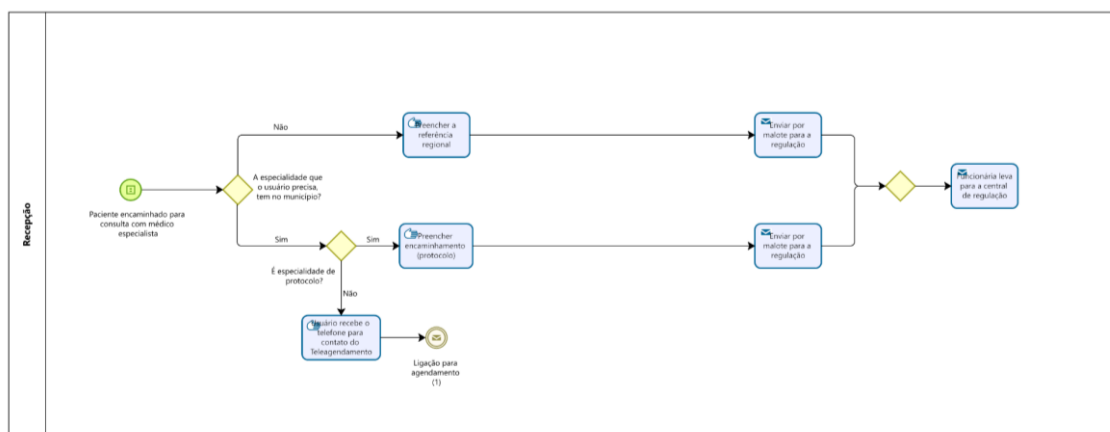 Recepção
Paciente encaminhado para
consulta com médico
especialista
A especialidade que
o usuário precisa,
tem no município?
Não
Preencher a
referência
regional
Enviar por
malote para a
regulação
Funcionária leva
para a central
de regulação
Sim
É especialidade de
protocolo?
Sim
Preencher
encaminhamento
(protocolo)
Enviar por
malote para a
regulação
Não
Usuário recebe o
telefone para
contato do
Teleagendamento
Ligação para
agendamento
(1)